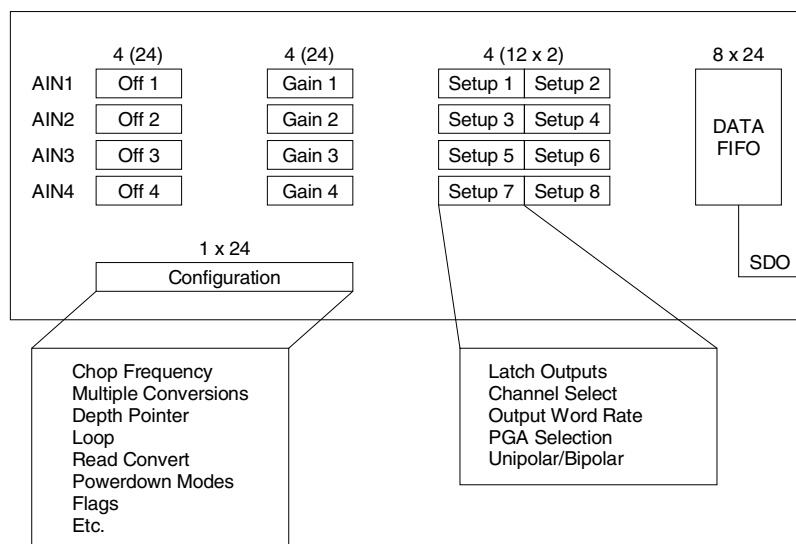 4 (24) 4 (24) 4 (12 x 2) 8 x 24
AIN1 Off 1 Gain 1 Setup 1 Setup 2
AIN2 Off 2 Gain 2 Setup 3 Setup 4
AIN3 Off 3 Gain 3 Setup 5 Setup 6
AIN4 Off 4 Gain 4 Setup 7 Setup 8
DATA
FIFO
SDO
1 x 24
Configuration
Chop Frequency
Multiple Conversions
Depth Pointer
Loop
Read Convert
Powerdown Modes
Flags
Etc.
Latch Outputs
Channel Select
Output Word Rate
PGA Selection
Unipolar/Bipolar